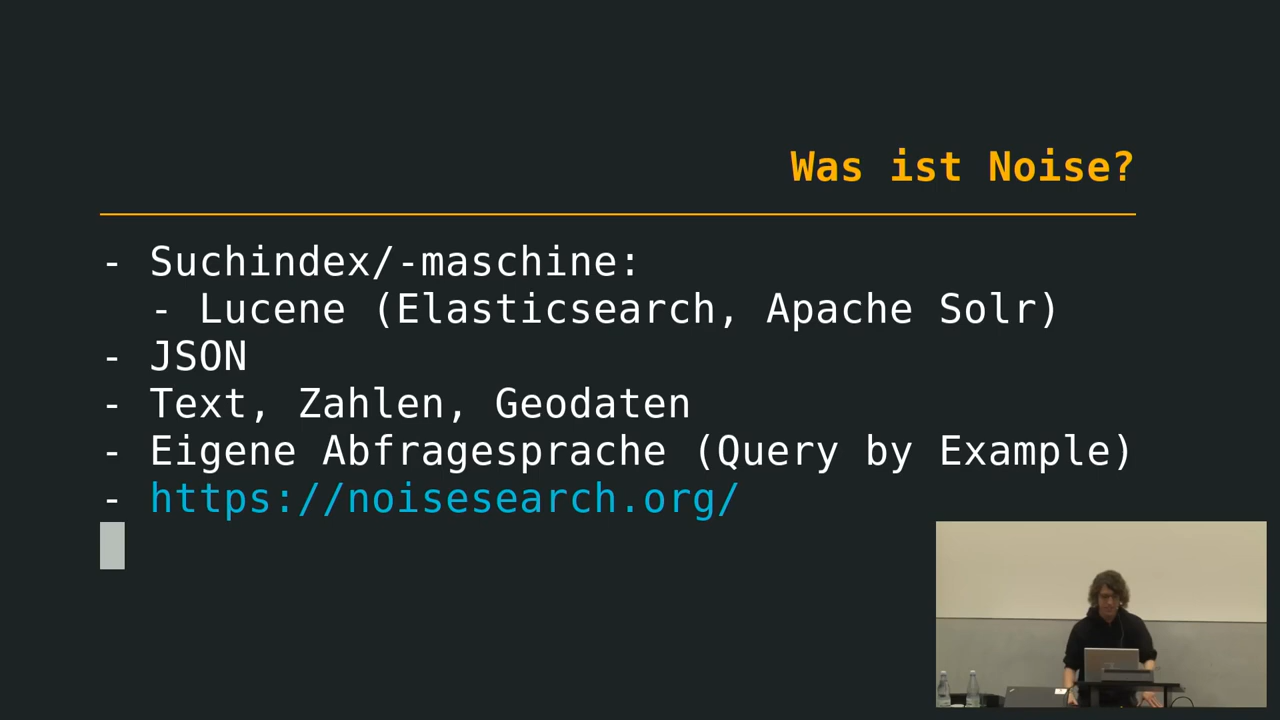 Was ist Noise?
- Suchindex/-maschine:
- Lucene (Elasticsearch, Apache Solr)
- JSON
- Text, Zahlen, Geodaten
- Eigene Abfragesprache (Query by Example)
- https://noisesearch.org/